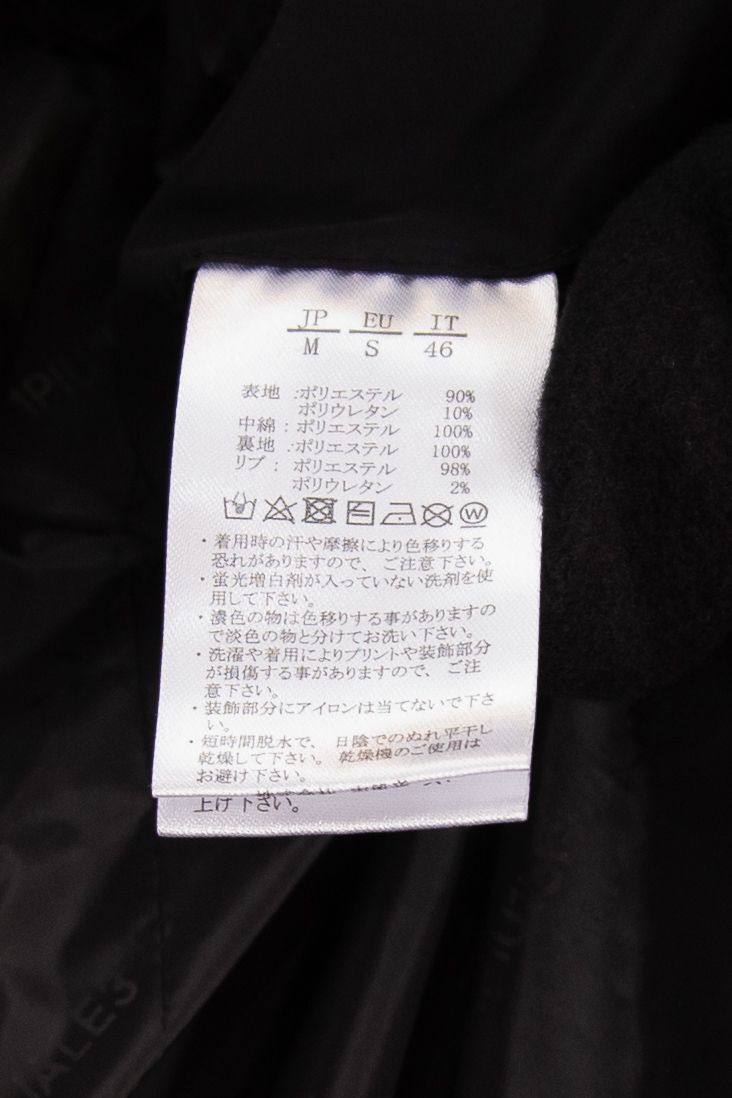 JP EU IT
M S 46
表地:ポリエステル 90%
ポリウレタン 10%
中綿:ポリエステル 100%
裏地:ポリエステル 100%
リブ:ポリエステル 98%
ポリウレタン 2%
W
・着用時の汗や摩擦により色移りする
恐れがありますので、ご注意下さい。
・蛍光増白剤が入っていない洗剤を使
用して下さい。
・濃色の物は色移りする事がありますの
で淡色の物と分けてお洗い下さい。
・洗濯や着用によりプリントや装飾部分
が損傷する事がありますので、ご注
意下さい。
・装飾部分にアイロンは当てないで下さ
い。
・短時間脱水で、日陰でのぬれ平干し
乾燥して下さい。乾燥機のご使用は
お避け下さい。
上げ下さい。